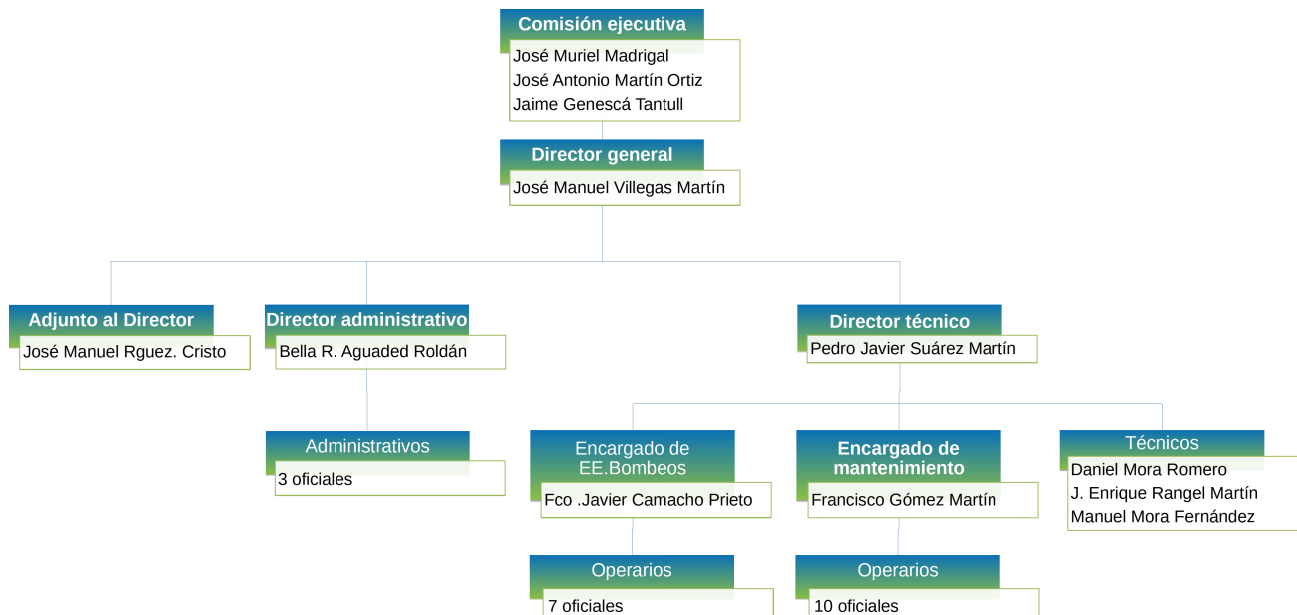 Comisión ejecutiva
José Muriel Madrigal
José Antonio Martín Ortiz
Jaime Genescá Tantull
Director general
José Manuel Villegas Martín
Adjunto al Director
José Manuel Rguez. Cristo
Director administrativo
Bella R. Aguaded Roldán
Director técnico
Pedro Javier Suárez Martín
Administrativos
3 oficiales
Encargado de
EE.Bombeos
Fco .Javier Camacho Prieto
Encargado de
mantenimiento
Francisco Gómez Martín
Técnicos
Daniel Mora Romero
J. Enrique Rangel Martín
Manuel Mora Fernández
Operarios
7 oficiales
Operarios
10 oficiales